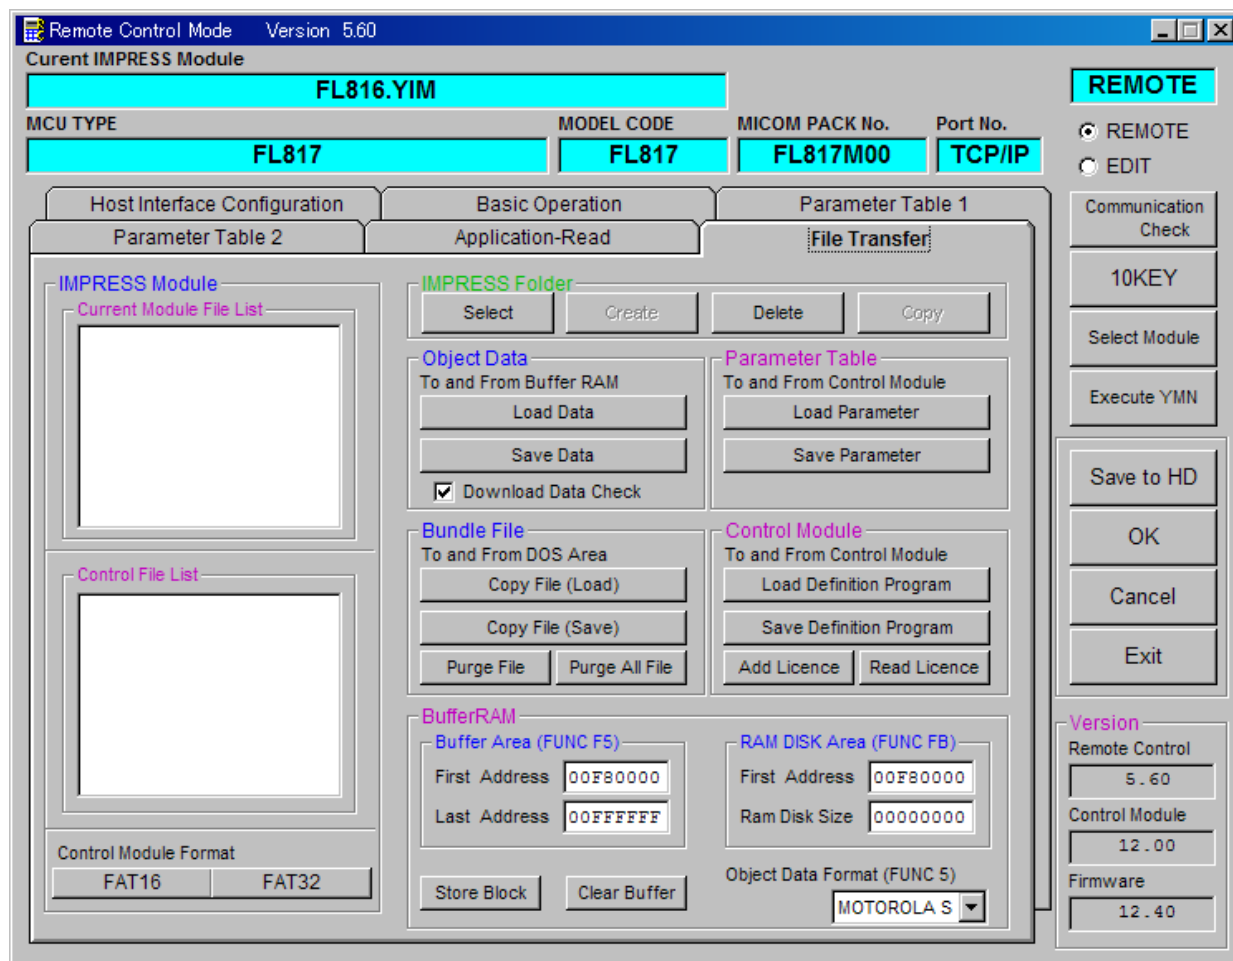 Remote Control Mode Version 5.60
Curent IMPRESS Module
FL816.YIM
REMOTE
MCU TYPE
MODEL CODE
MICOM PACK No.
Port No.
FL817
FL817
FL817M00
TCP/IP
REMOTE
EDIT
Host Interface Configuration
Basic Operation
Parameter Table 1
Parameter Table 2
Application-Read
File Transfer
IMPRESS Module
Current Module File List
Control File List
Control Module Format
FAT16
FAT32
IMPRESS Folder
Select
Create
Delete
Copy
Object Data
To and From Buffer RAM
Load Data
Save Data
Download Data Check
Parameter Table
To and From Control Module
Load Parameter
Save Parameter
Bundle File
To and From DOS Area
Copy File (Load)
Copy File (Save)
Purge File
Purge All File
Control Module
To and From Control Module
Load Definition Program
Save Definition Program
Add Licence
Read Licence
BufferRAM
Buffer Area (FUNC F5)
First Address 00F80000
Last Address 00FFFFFF
RAM DISK Area (FUNC FB)
First Address 00F80000
Ram Disk Size 00000000
Store Block
Clear Buffer
Object Data Format (FUNC 5)
MOTOROLA S
Communication
Check
10KEY
Select Module
Execute YMN
Save to HD
OK
Cancel
Exit
Version
Remote Control
5.60
Control Module
12.00
Firmware
12.40